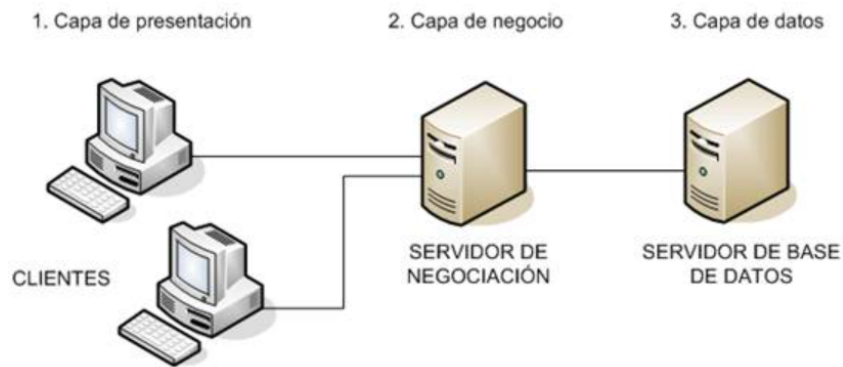 1. Capa de presentación
2. Capa de negocio
3. Capa de datos
CLIENTES
SERVIDOR DE
NEGOCIACIÓN
SERVIDOR DE BASE
DE DATOS